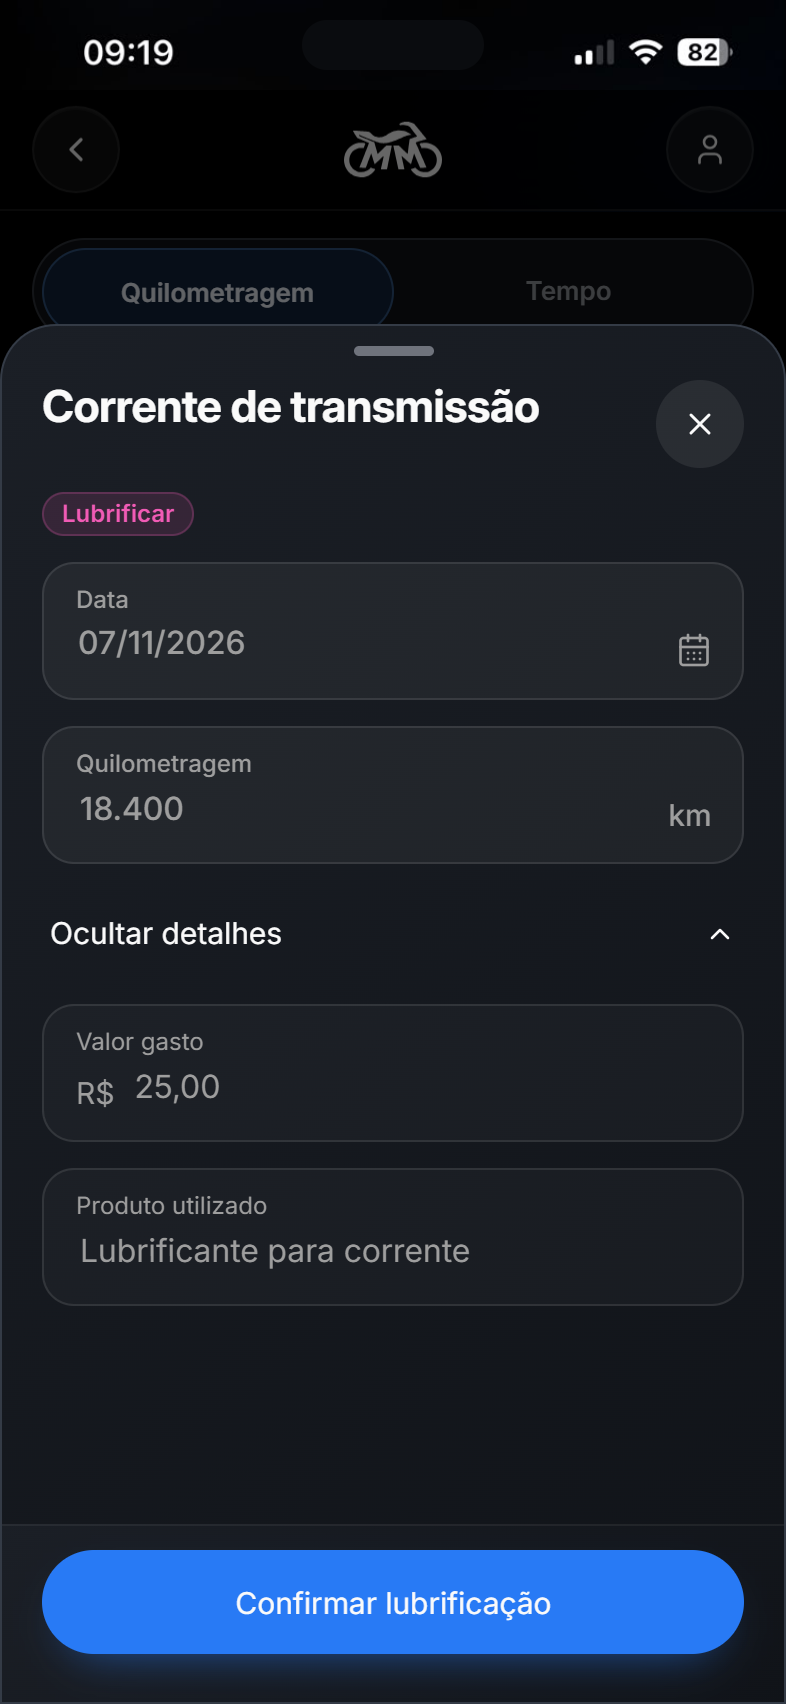 09:19
82
MM
Quilometragem
Tempo
Corrente de transmissão
Lubrificar
Data
07/11/2026
Quilometragem
18.400
km
Ocultar detalhes
Valor gasto
R$ 25,00
Produto utilizado
Lubrificante para corrente
Confirmar lubrificação